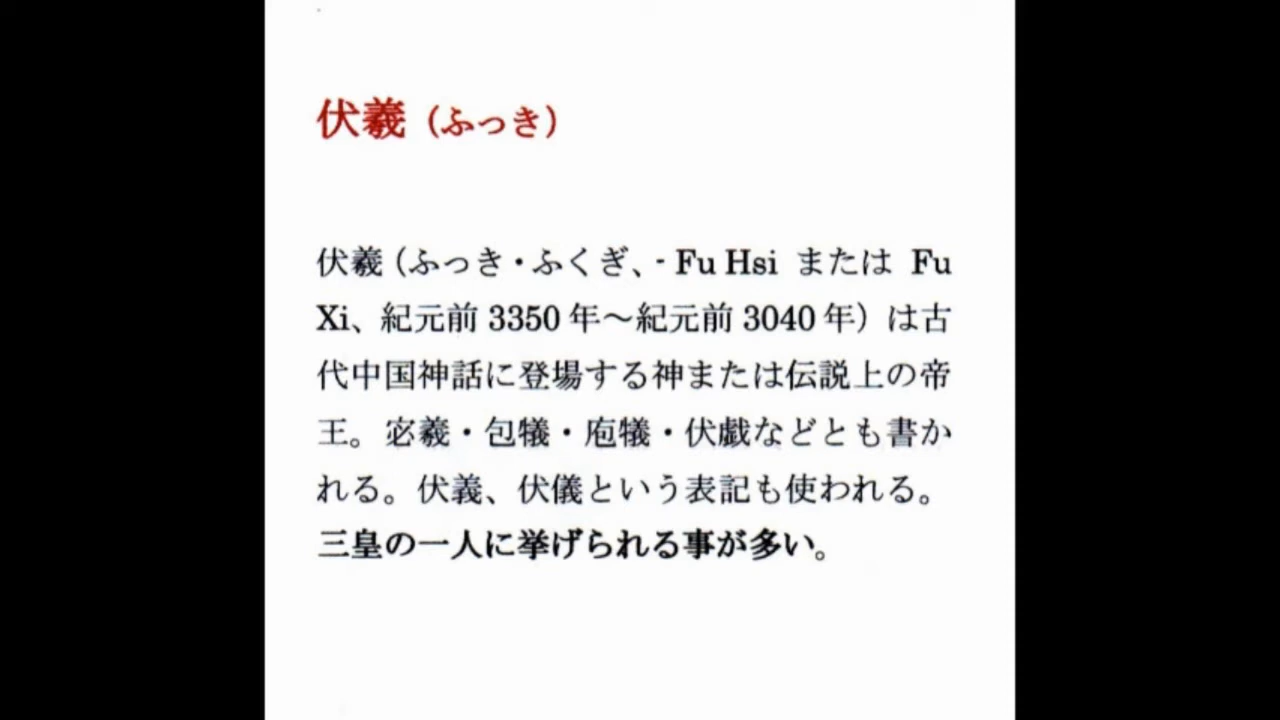 伏羲（ふっき）
伏羲（ふっき・ふくぎ、- Fu Hsi または Fu
Xi、紀元前 3350 年～紀元前 3040 年）は古
代中国神話に登場する神または伝説上の帝
王。宓羲・包犠・庖犠・伏戯などとも書か
れる。伏義、伏儀という表記も使われる。
三皇の一人に挙げられる事が多い。